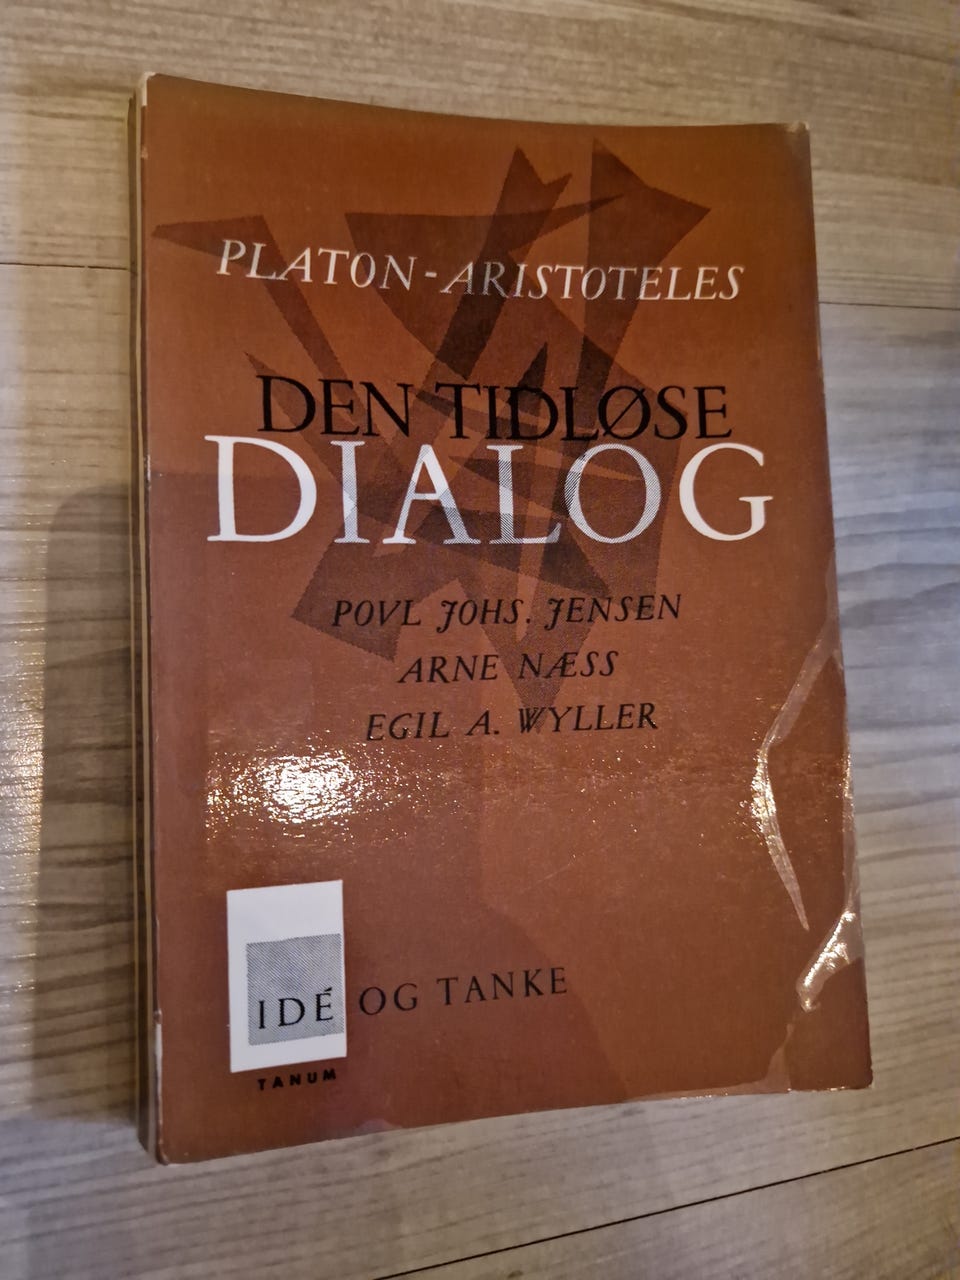 PLATON-ARISTOTELES
DEN TIDLØSE
DIALOG
POVL JOHS. JENSEN
ARNE NÆSS
EGIL A. WYLLER
IDÉ OG TANKE
TANUM